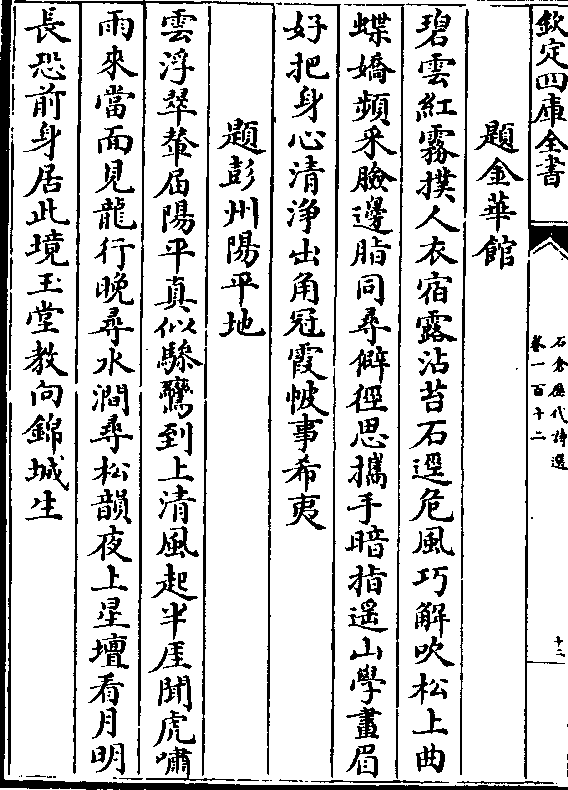 欽定四庫全書
石倉歷代詩選
卷一百十二
十二
題金華館
碧雲紅霧撲人衣宿露沾苔石逕危風巧解吹松上曲
蝶嬌頻采臉邊脂同尋僻徑思攜手暗指遥山學畫眉
好把身心清浄出角冠霞帔事希夷
題彭州陽平地
雲浮翠輦屆陽平真似驂鸞到上清風起半厓聞虎嘯
雨來當面見龍行晚尋水澗尋松韻夜上星壇看月明
長恐前身居此境玉堂教向錦城生